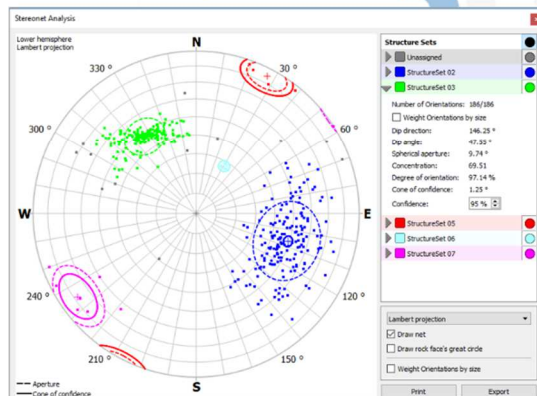 Stereonet Analysis
Lower hemisphere
Lambert projection
N
30 °
60 °
E
120 °
150 °
S
210 °
240 °
W
300 °
330 °
Aperture
Cone of confidence
Structure Sets
Unassigned
StructureSet 02
StructureSet 03
Number of Orientations: 186/186
Weight Orientations by size
Dip direction: 146.25 °
Dip angle: 47.35 °
Spherical aperture: 9.74 °
Concentration: 69.51
Degree of orientation: 97.14 %
Cone of confidence: 1.25 °
Confidence: 95 %
StructureSet 05
StructureSet 06
StructureSet 07
Lambert projection
Draw net
Draw rock face's great circle
Weight Orientations by size
Print Export